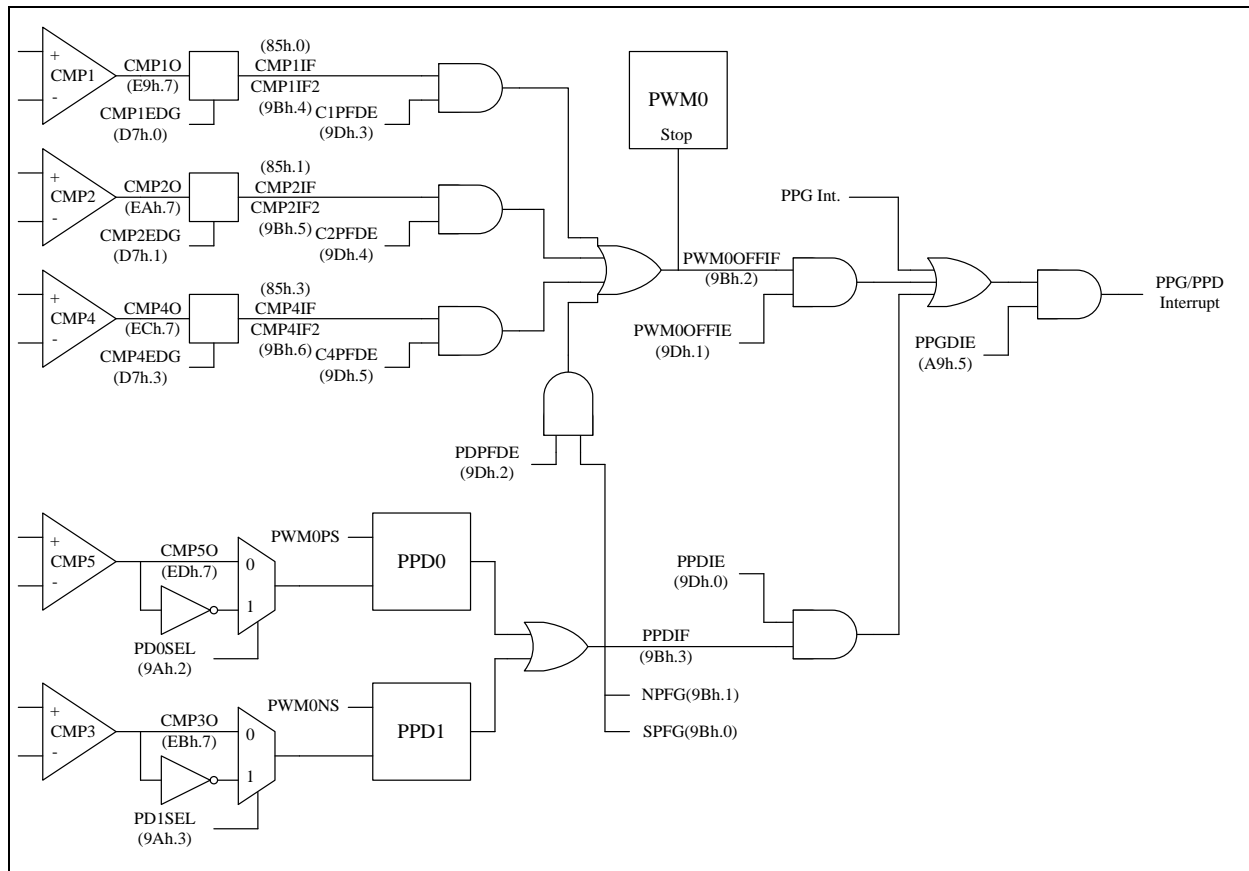 +
CMP1
-
CMP1O
(E9h.7)
CMP1EDG
(D7h.0)
(85h.0)
CMP1IF
CMP1IF2
(9Bh.4)
C1PFDE
(9Dh.3)
PWM0
Stop
+
CMP2
-
CMP2O
(EAh.7)
CMP2EDG
(D7h.1)
(85h.1)
CMP2IF
CMP2IF2
(9Bh.5)
C2PFDE
(9Dh.4)
+
CMP4
-
CMP4O
(ECh.7)
CMP4EDG
(D7h.3)
(85h.3)
CMP4IF
CMP4IF2
(9Bh.6)
C4PFDE
(9Dh.5)
PWM0OFFIF
(9Bh.2)
PWM0OFFIE
(9Dh.1)
PPG Int.
PPGDIE
(A9h.5)
PPG/PPD
Interrupt
PDPFDE
(9Dh.2)
+
CMP5
-
CMP5O
(EDh.7)
0
1
PD0SEL
(9Ah.2)
PWM0PS
PPD0
PPDIE
(9Dh.0)
PPDIF
(9Bh.3)
NPFG(9Bh.1)
SPFG(9Bh.0)
+
CMP3
-
CMP3O
(EBh.7)
0
1
PD1SEL
(9Ah.3)
PWM0NS
PPD1